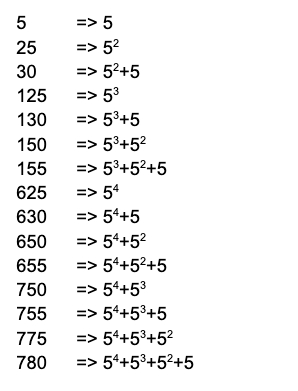 5 => 5
25 => 5²
30 => 5²+5
125 => 5³
130 => 5³+5
150 => 5³+5²
155 => 5³+5²+5
625 => 5⁴
630 => 5⁴+5
650 => 5⁴+5²
655 => 5⁴+5²+5
750 => 5⁴+5³
755 => 5⁴+5³+5
775 => 5⁴+5³+5²
780 => 5⁴+5³+5²+5